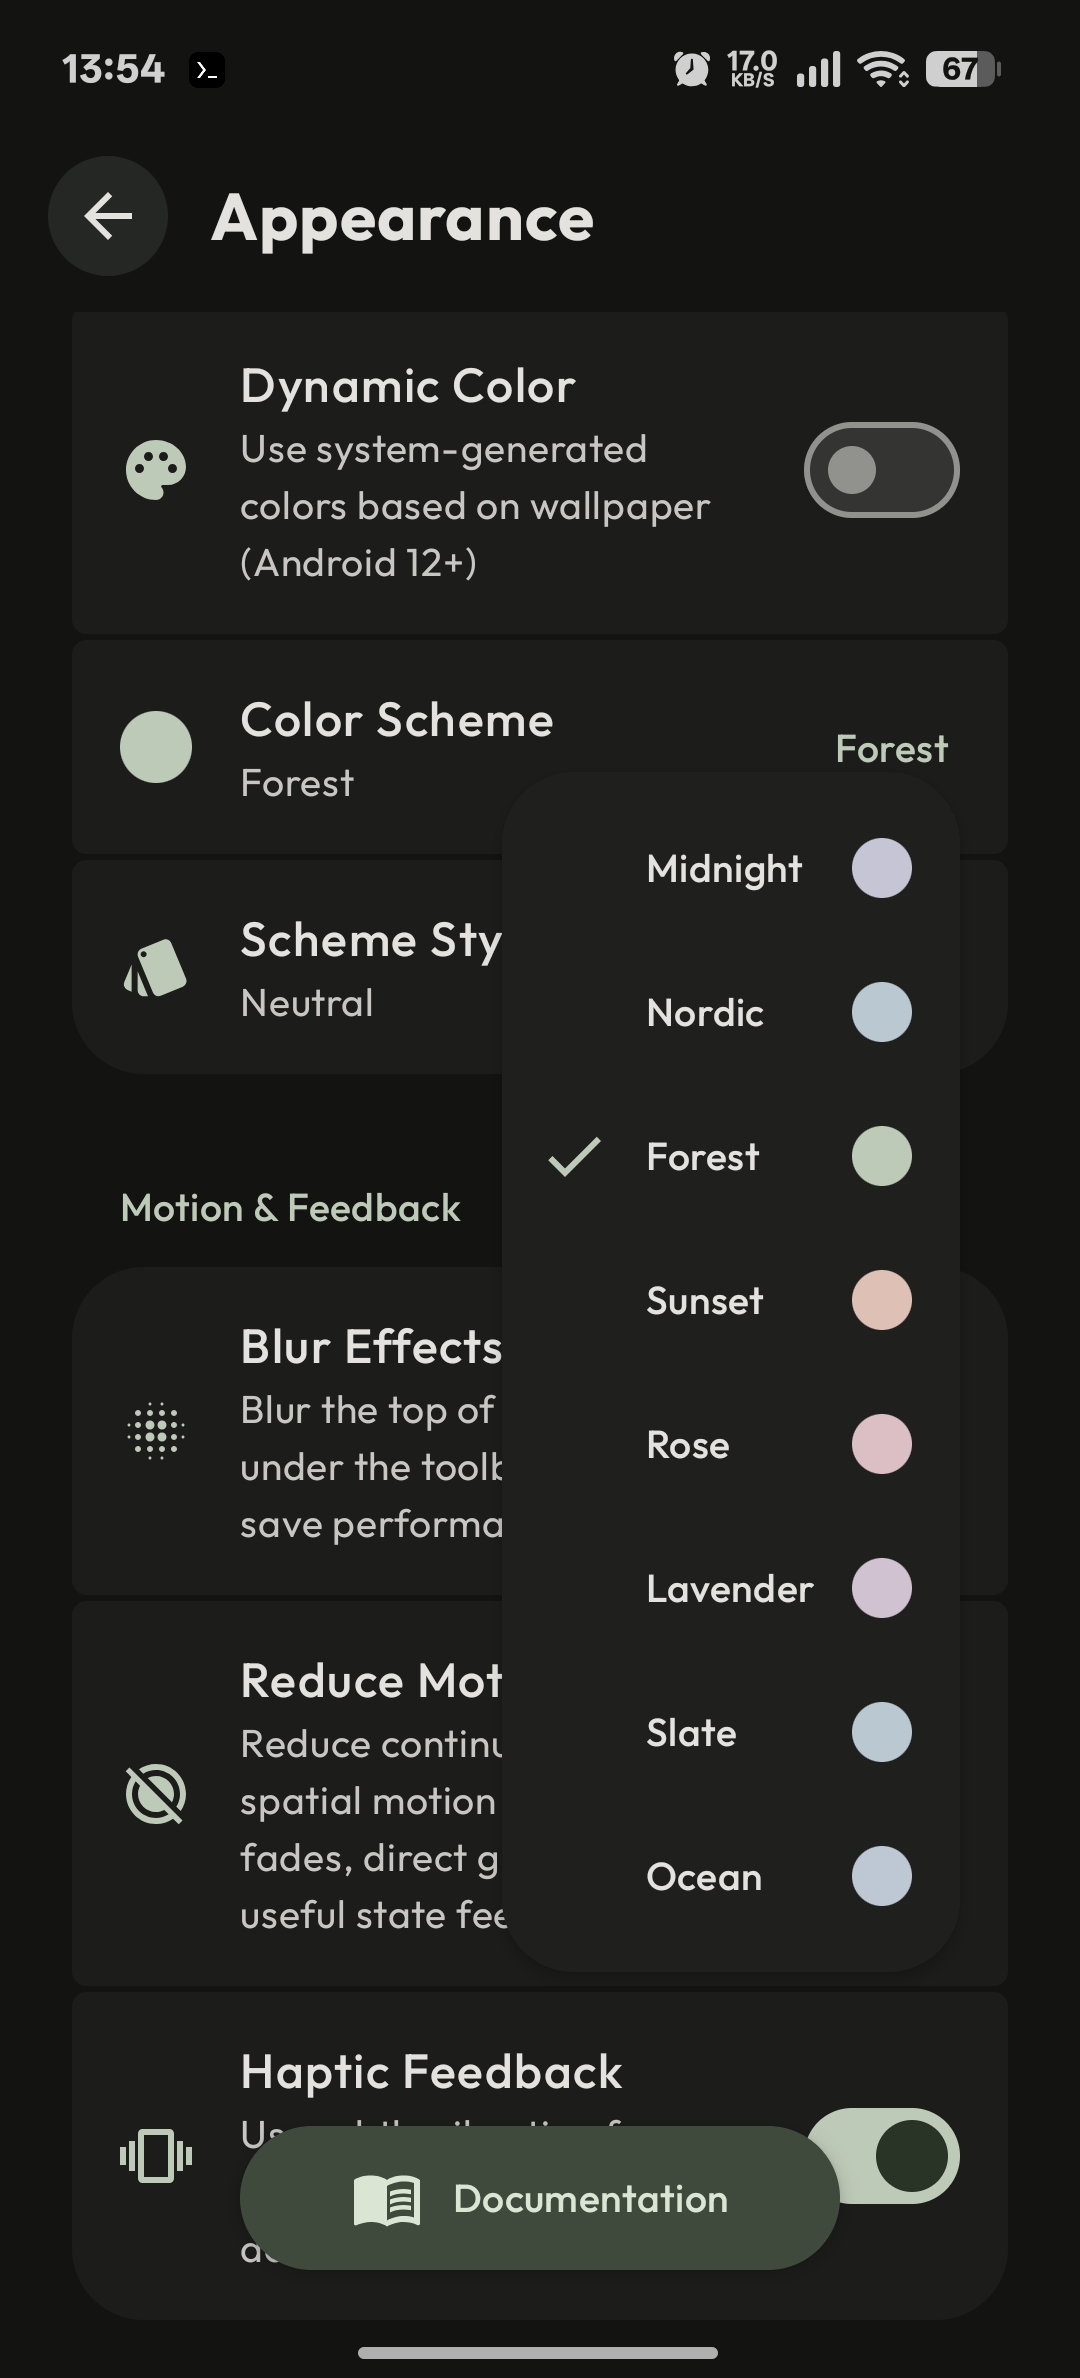 13:54
17.0
KB/S
67
Appearance
Dynamic Color
Use system-generated
colors based on wallpaper
(Android 12+)
Color Scheme
Forest
Forest
Scheme Sty
Neutral
Midnight
Nordic
Forest
Sunset
Rose
Lavender
Slate
Ocean
Motion & Feedback
Blur Effects
Blur the top of
under the toolb
save performa
Reduce Mot
Reduce continu
spatial motion
fades, direct g
useful state fee
Haptic Feedback
Documentation